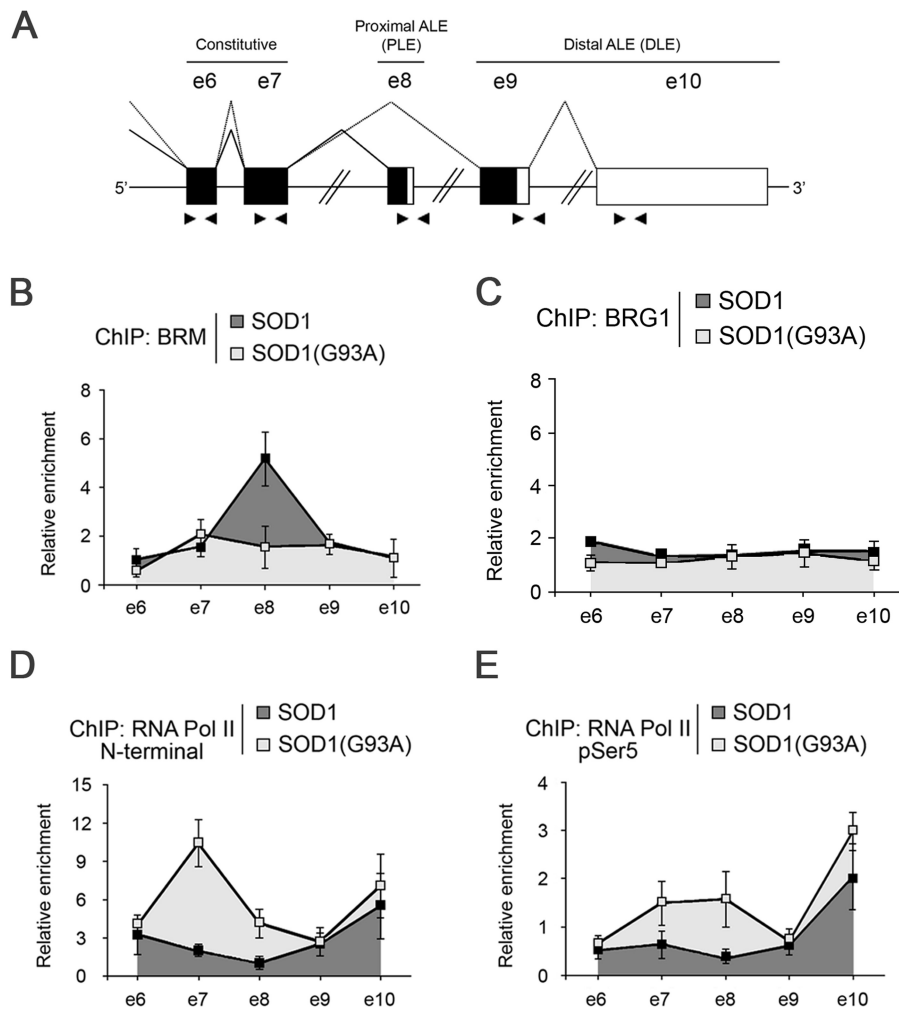 A
Constitutive
Proximal ALE
(PLE)
Distal ALE (DLE)
e6 e7 e8 e9 e10
5' 3'
B
ChIP: BRM
SOD1
SOD1(G93A)
Relative enrichment
8
6
4
2
0
e6 e7 e8 e9 e10
C
ChIP: BRG1
SOD1
SOD1(G93A)
Relative enrichment
8
6
4
2
0
e6 e7 e8 e9 e10
D
ChIP: RNA Pol II
N-terminal
SOD1
SOD1(G93A)
Relative enrichment
15
12
9
6
3
0
e6 e7 e8 e9 e10
E
ChIP: RNA Pol II
pSer5
SOD1
SOD1(G93A)
Relative enrichment
4
3
2
1
0
e6 e7 e8 e9 e10